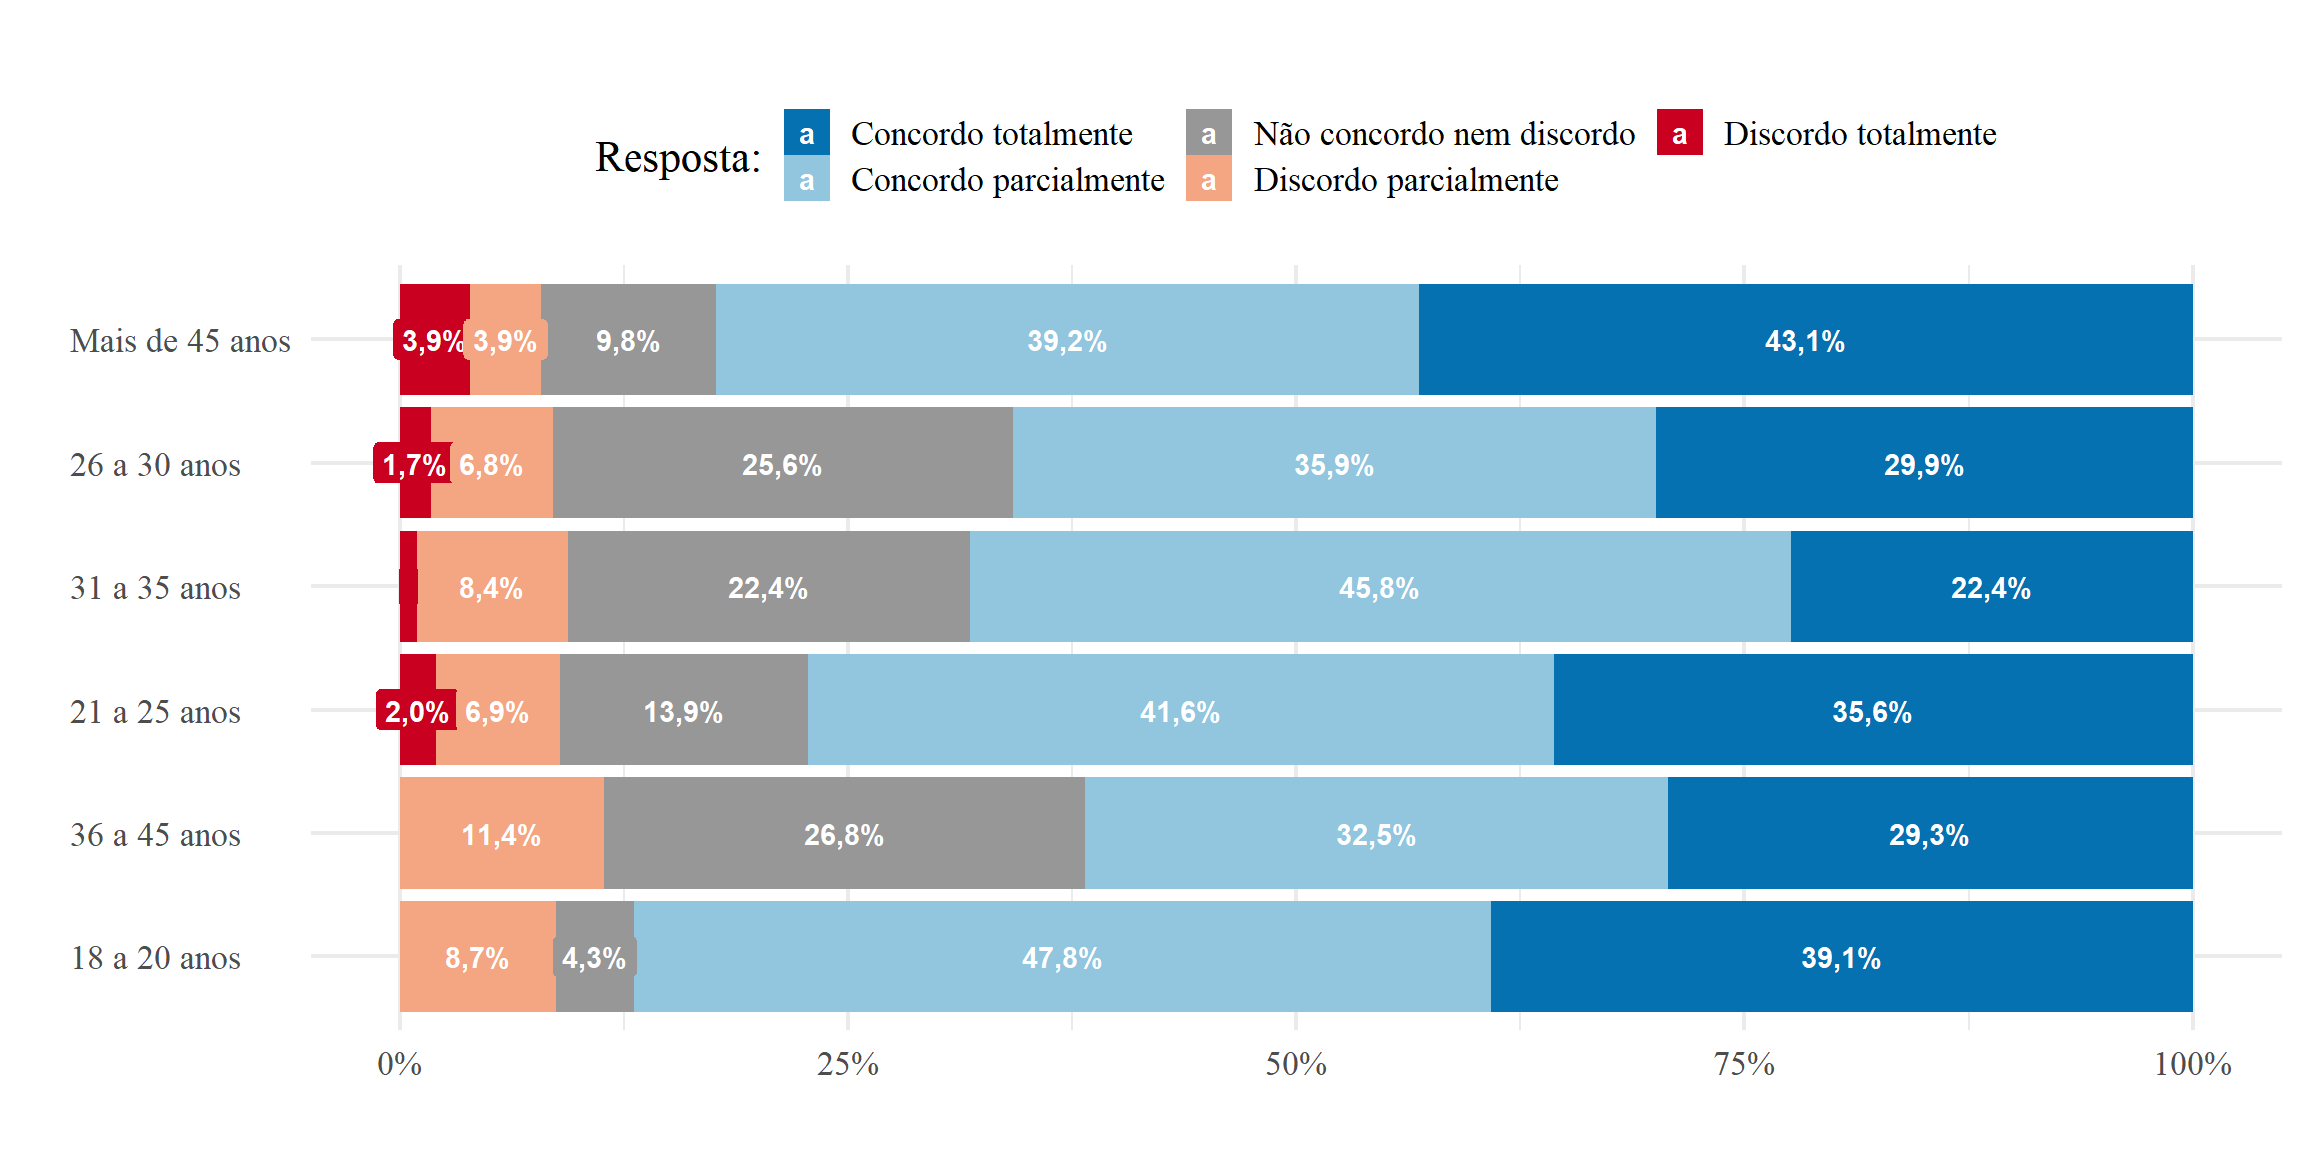 Resposta:
a Concordo totalmente
a Não concordo nem discordo
a Discordo totalmente
a Concordo parcialmente
a Discordo parcialmente
Mais de 45 anos 3,9% 3,9% 9,8% 39,2% 43,1%
26 a 30 anos 1,7% 6,8% 25,6% 35,9% 29,9%
31 a 35 anos 8,4% 22,4% 45,8% 22,4%
21 a 25 anos 2,0% 6,9% 13,9% 41,6% 35,6%
36 a 45 anos 11,4% 26,8% 32,5% 29,3%
18 a 20 anos 8,7% 4,3% 47,8% 39,1%
0% 25% 50% 75% 100%